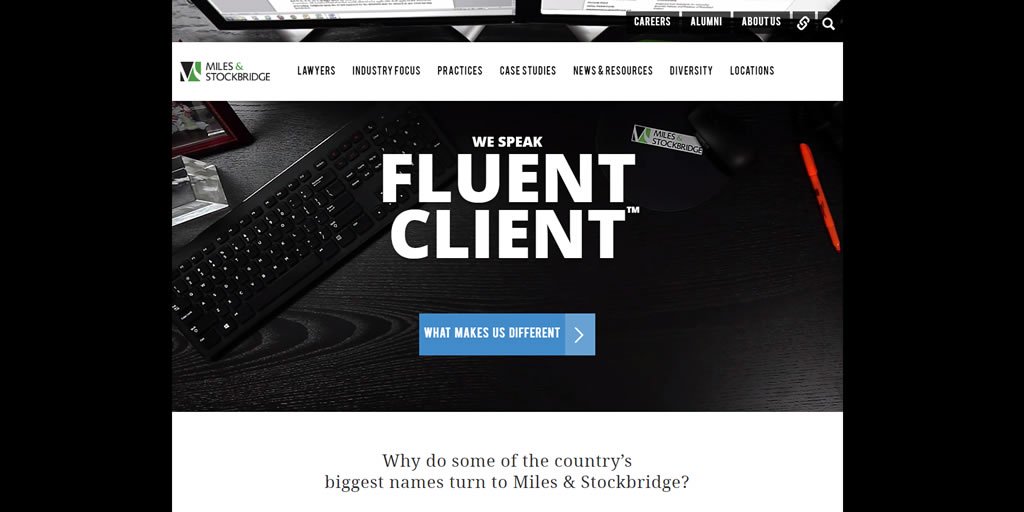 CAREERS
ALUMNI
ABOUT US
MILES &
STOCKBRIDGE
LAWYERS
INDUSTRY FOCUS
PRACTICES
CASE STUDIES
NEWS & RESOURCES
DIVERSITY
LOCATIONS
MILES &
STOCKBRIDGE
WE SPEAK
FLUENT
CLIENT™
WHAT MAKES US DIFFERENT
Why do some of the country’s
biggest names turn to Miles & Stockbridge?